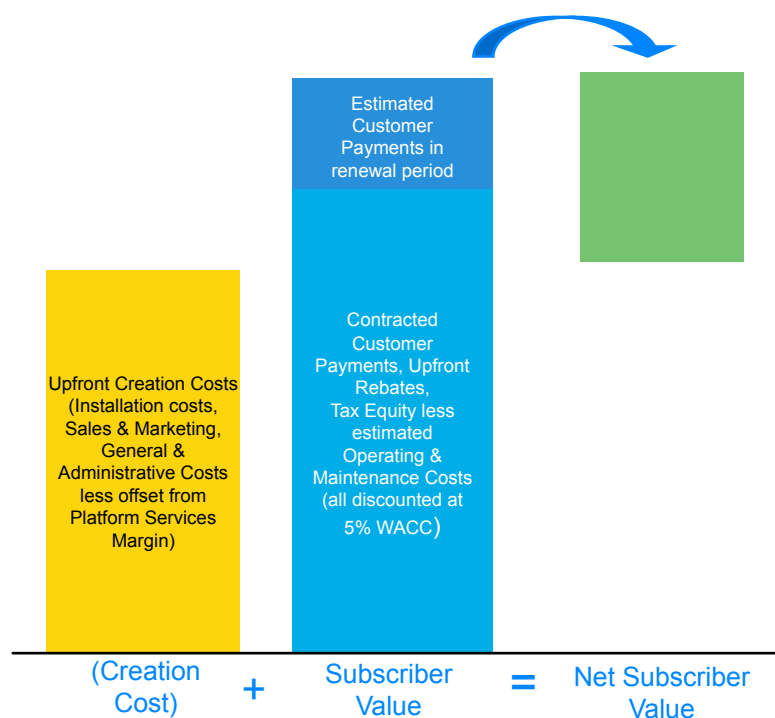 Estimated
Customer
Payments in
renewal period
Upfront Creation Costs
(Installation costs,
Sales & Marketing,
General &
Administrative Costs
less offset from
Platform Services
Margin)
Contracted
Customer
Payments, Upfront
Rebates,
Tax Equity less
estimated
Operating &
Maintenance Costs
(all discounted at
5% WACC)
(Creation
Cost)
+
Subscriber
Value
=
Net Subscriber
Value